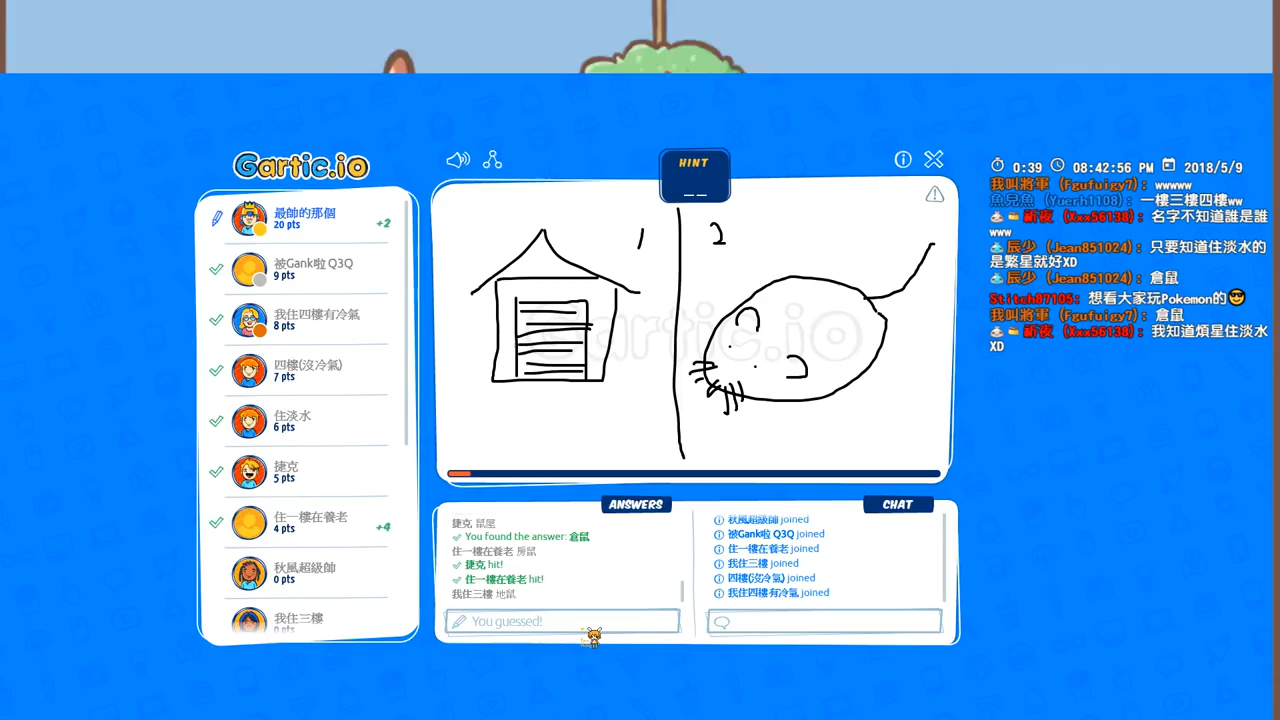 Gartic.io
最帥的那個
20 pts
+2
被Gank啦 Q3Q
9 pts
我住四樓有冷氣
8 pts
四樓(沒冷氣)
7 pts
住淡水
6 pts
捷克
5 pts
住一樓在養老
4 pts
+4
秋風超級帥
0 pts
我住三樓
0 pts
HINT
_ _
1
2
gartic.io
ANSWERS
捷克 鼠屋
You found the answer: 倉鼠
住一樓在養老 房鼠
捷克 hit!
住一樓在養老 hit!
我住三樓 地鼠
You guessed!
CHAT
秋風超級帥 joined
被Gank啦 Q3Q joined
住一樓在養老 joined
我住三樓 joined
四樓(沒冷氣) joined
我住四樓有冷氣 joined
0:39 08:42:56 PM 2018/5/9
我叫將軍 (Fgufuigy7): wwwww
魚兒魚 (Yuerh1108): 一樓三樓四樓ww
祈夜 (Xxx56138): 名字不知道誰是誰
www
辰少 (Jean851024): 只要知道住淡水的
是繁星就好XD
辰少 (Jean851024): 倉鼠
Stitch87105: 想看大家玩Pokemon的😎
我叫將軍 (Fgufuigy7): 倉鼠
祈夜 (Xxx56138): 我知道煩星住淡水
XD